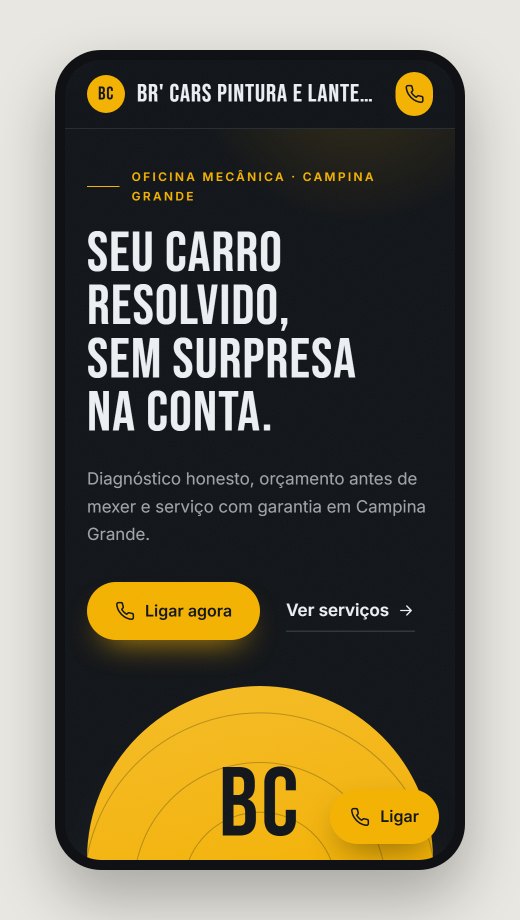 BC
BR' CARS PINTURA E LANTE...
OFICINA MECÂNICA · CAMPINA
GRANDE
SEU CARRO
RESOLVIDO,
SEM SURPRESA
NA CONTA.
Diagnóstico honesto, orçamento antes de
mexer e serviço com garantia em Campina
Grande.
Ligar agora
Ver serviços →
BC
Ligar